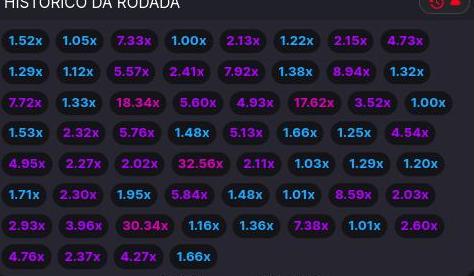 HISTÓRICO DA RODADA
1.52x 1.05x 7.33x 1.00x 2.13x 1.22x 2.15x 4.73x
1.29x 1.12x 5.57x 2.41x 7.92x 1.38x 8.94x 1.32x
7.72x 1.33x 18.34x 5.60x 4.93x 17.62x 3.52x 1.00x
1.53x 2.32x 5.76x 1.48x 5.13x 1.66x 1.25x 4.54x
4.95x 2.27x 2.02x 32.56x 2.11x 1.03x 1.29x 1.20x
1.71x 2.30x 1.95x 5.84x 1.48x 1.01x 8.59x 2.03x
2.93x 3.96x 30.34x 1.16x 1.36x 7.38x 1.01x 2.60x
4.76x 2.37x 4.27x 1.66x